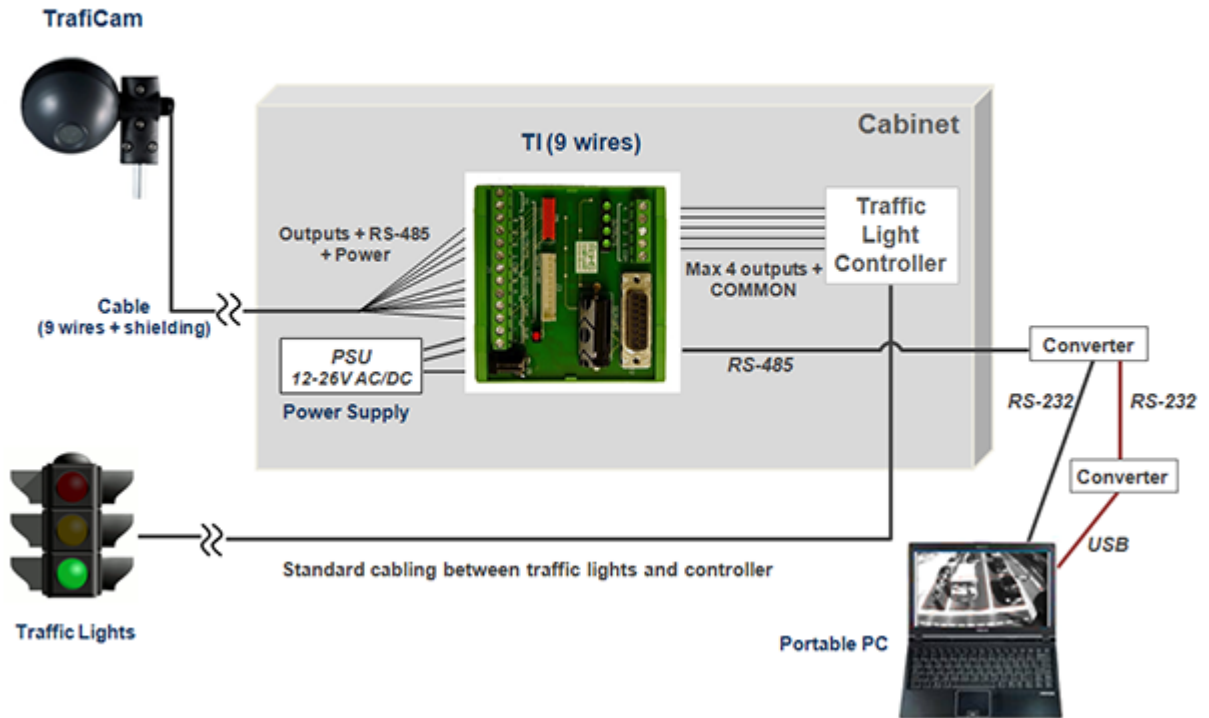 TrafiCam
Cabinet
TI (9 wires)
Outputs + RS-485
+ Power
Traffic
Light
Controller
Max 4 outputs +
COMMON
Cable
(9 wires + shielding)
PSU
12-26V AC/DC
Power Supply
RS-485
Converter
RS-232
RS-232
Converter
USB
Standard cabling between traffic lights and controller
Traffic Lights
Portable PC